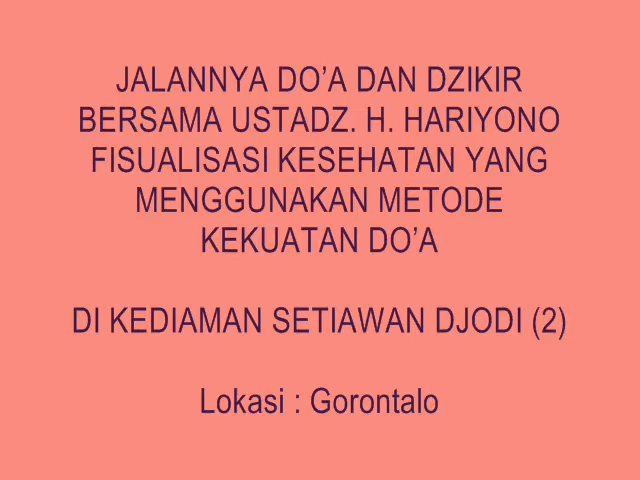 JALANNYA DO'A DAN DZIKIR
BERSAMA USTADZ. H. HARIYONO
FISUALISASI KESEHATAN YANG
MENGGUNAKAN METODE
KEKUATAN DO'A
DI KEDIAMAN SETIAWAN DJODI (2)
Lokasi : Gorontalo